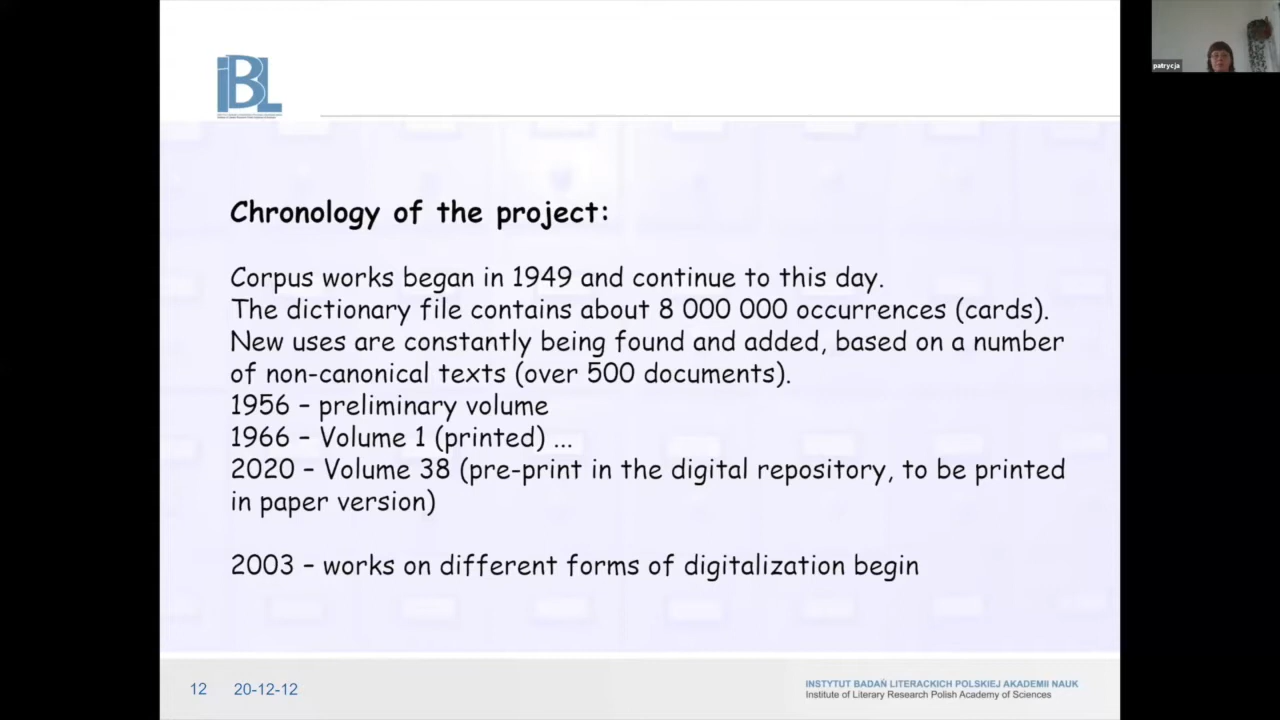 IBL
patrycja
Chronology of the project:
Corpus works began in 1949 and continue to this day.
The dictionary file contains about 8 000 000 occurrences (cards).
New uses are constantly being found and added, based on a number
of non-canonical texts (over 500 documents).
1956 – preliminary volume
1966 – Volume 1 (printed) ...
2020 – Volume 38 (pre-print in the digital repository, to be printed
in paper version)
2003 – works on different forms of digitalization begin
12 20-12-12
INSTYTUT BADAŃ LITERACKICH POLSKIEJ AKADEMII NAUK
Institute of Literary Research Polish Academy of Sciences